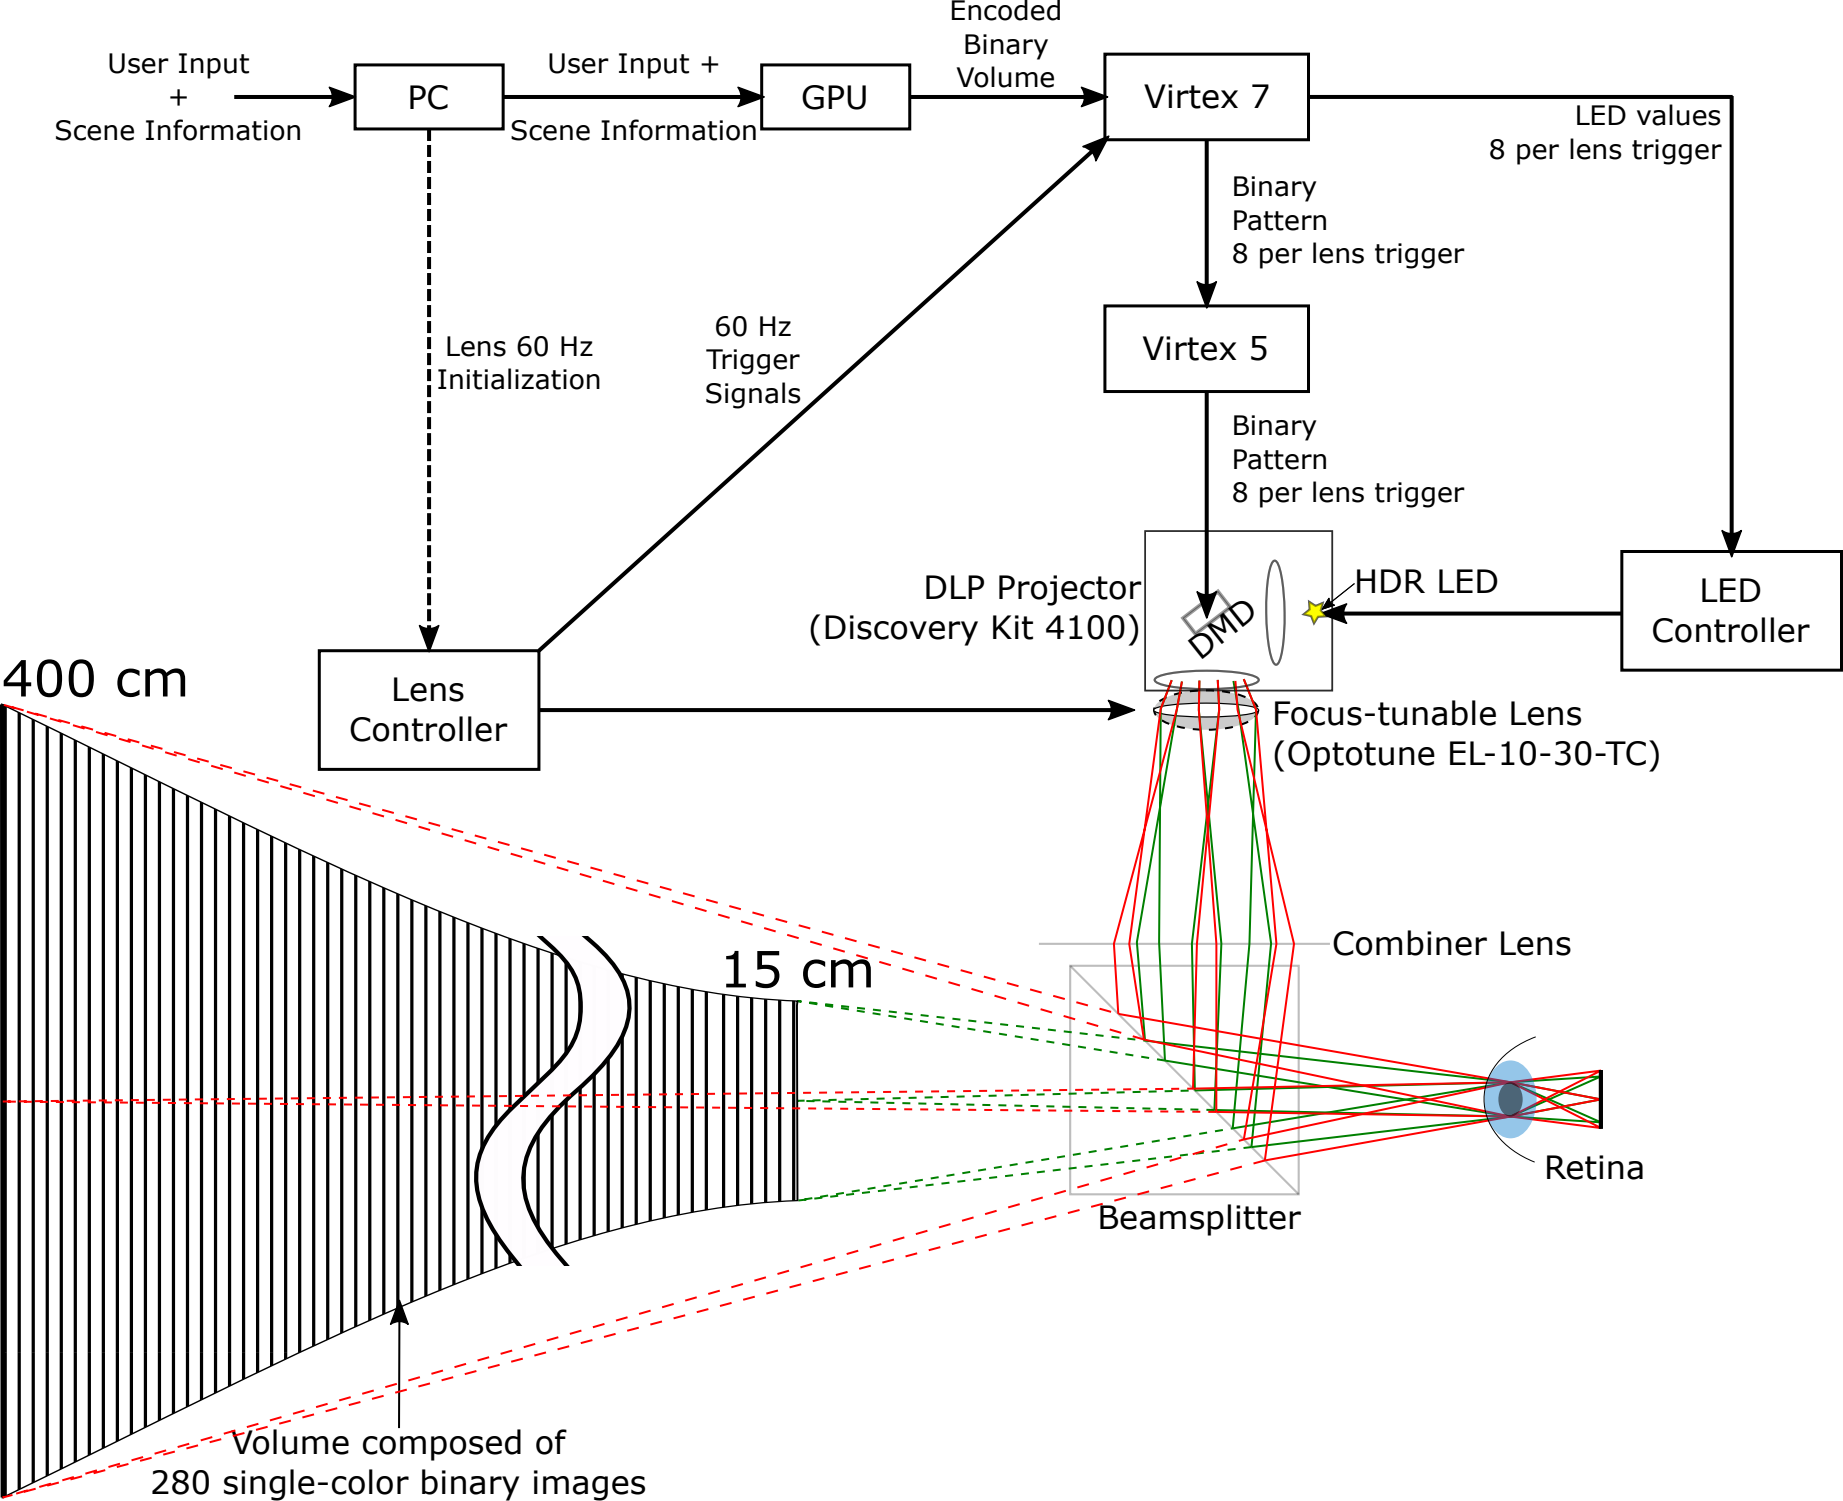 User Input
+
Scene Information
PC
User Input +
Scene Information
GPU
Encoded
Binary
Volume
Virtex 7
LED values
8 per lens trigger
Binary
Pattern
8 per lens trigger
Lens 60 Hz
Initialization
60 Hz
Trigger
Signals
Virtex 5
Binary
Pattern
8 per lens trigger
DLP Projector
(Discovery Kit 4100)
DMD
HDR LED
LED
Controller
400 cm
Lens
Controller
Focus-tunable Lens
(Optotune EL-10-30-TC)
Combiner Lens
15 cm
Retina
Beamsplitter
Volume composed of
280 single-color binary images